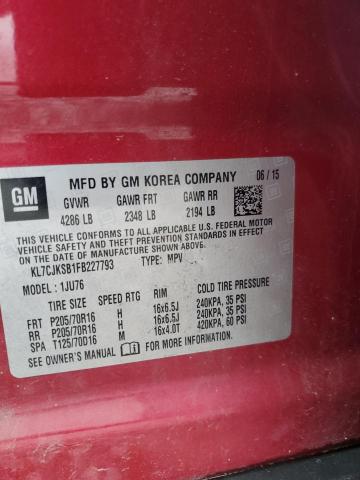 GM
MFD BY GM KOREA COMPANY 06 / 15
GVWR GAWR FRT GAWR RR
4286 LB 2348 LB 2194 LB
THIS VEHICLE CONFORMS TO ALL APPLICABLE U.S. FEDERAL MOTOR
VEHICLE SAFETY, BUMPER, AND THEFT PREVENTION STANDARDS IN
EFFECT ON THE DATE OF MANUFACTURE SHOWN ABOVE.
KL7CJKSB1FB227793 TYPE: MPV
MODEL: 1JU76
TIRE SIZE SPEED RTG RIM COLD TIRE PRESSURE
FRT P205/70R16 H 16x6.5J 240KPA, 35 PSI
RR P205/70R16 H 16x6.5J 240KPA, 35 PSI
SPA T125/70D16 M 16x4.0T 420KPA, 60 PSI
SEE OWNER'S MANUAL FOR MORE INFORMATION.